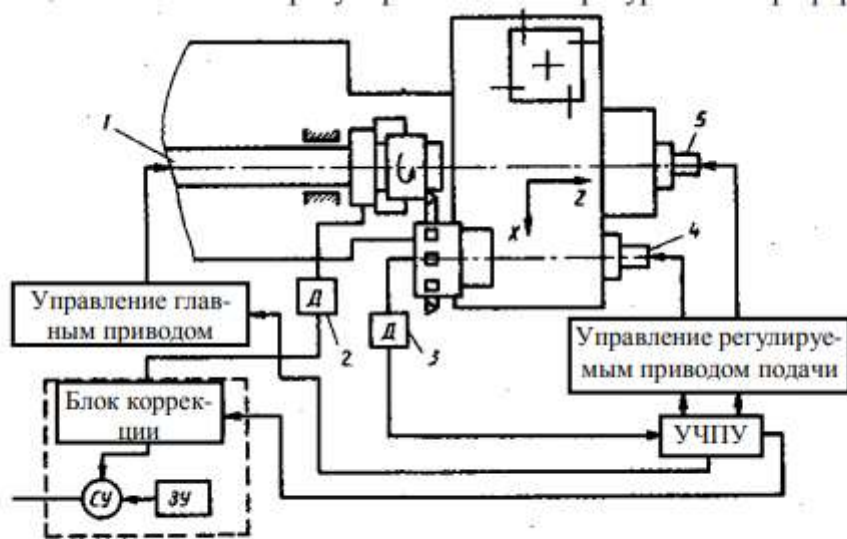 1
5
Z
X
4
Управление глав-
ным приводом
Д
2
Д
3
Управление регулируе-
мым приводом подачи
Блок коррек-
ции
УЧПУ
СУ
ЗУ